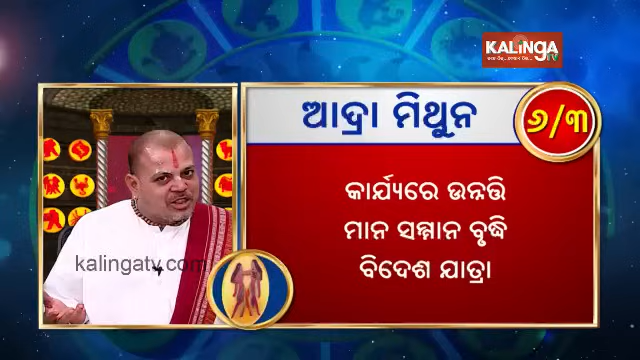 KALINGA
TV
ଆଦ୍ରା ମିଥୁନ
୬/୩
କାର୍ଯ୍ୟରେ ଉନ୍ନତି
ମାନ ସମ୍ମାନ ବୃଦ୍ଧି
ବିଦେଶ ଯାତ୍ରା
kalingatv.com